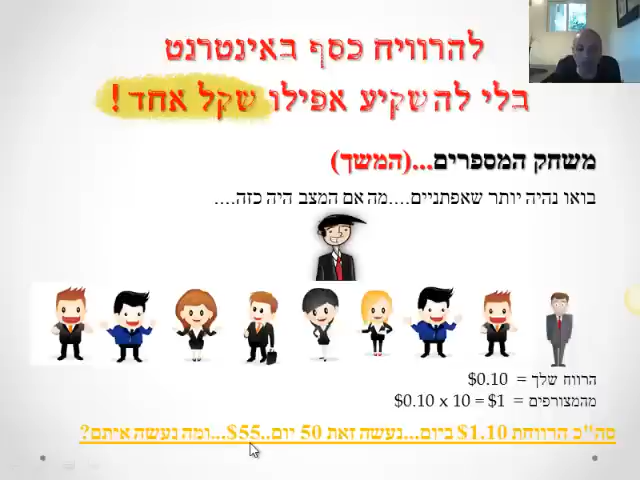 להרוויח כסף באינטרנט
בלי להשקיע אפילו שקל אחד !
משחק המספרים...(המשך)
בואו נהיה יותר שאפתניים....מה אם המצב היה כזה....
הרווח שלך = $0.10
מהמצורפים = $1 = 10 x $0.10
סה"כ הרווחת $1.10 ביום...נעשה זאת 50 יום..$55...ומה נעשה איתם?